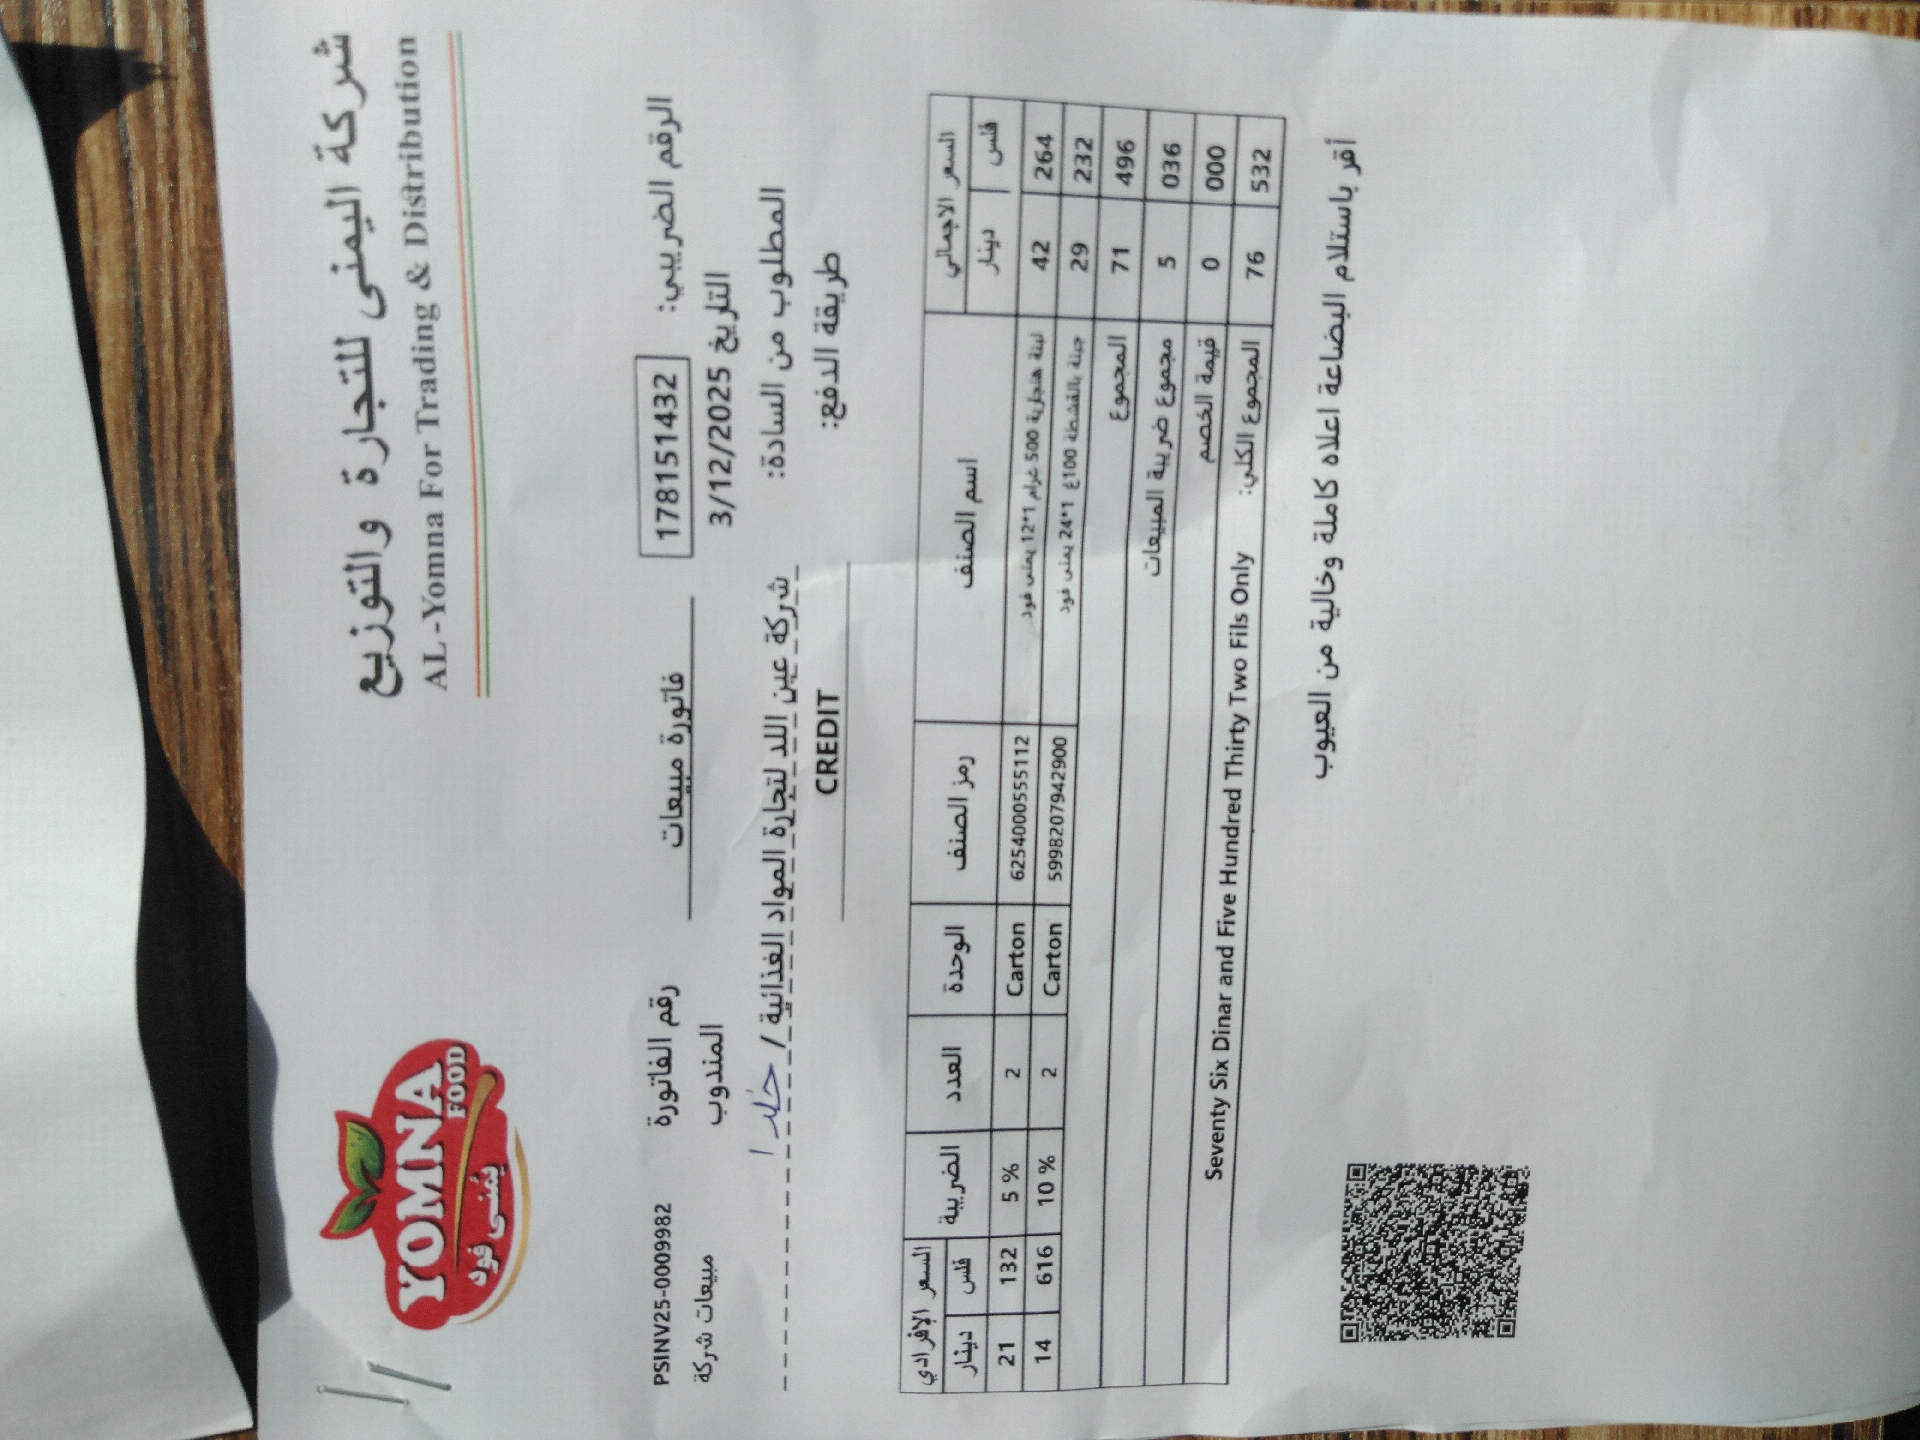 YOMNA
FOOD
يمنى فود
شركة اليمنى للتجارة والتوزيع
AL -Yomna For Trading & Distribution
الرقم الضريبي: 178151432 فاتورة مبيعات رقم الفاتورة PSINV25-0009982
التاريخ 3/12/2025 المندوب مبيعات شركة
المطلوب من السادة: شركة عين اللد لتجارة المواد الغذائية /
طريقة الدفع: CREDIT
السعر الاجمالي اسم الصنف رمز الصنف الوحدة العدد الضريبة السعر الإفرادي
فلس دينار فلس دينار
264 42 لبنة هنجارية 500 غرام 1*12 يمنى فود 6254000555112 Carton 2 5 % 132 21
232 29 جبنة بالقشطة 100غ 1*24 يمنى فود 5998207942900 Carton 2 10 % 616 14
496 71 المجموع
036 5 مجموع ضريبة المبيعات
000 0 قيمة الخصم
532 76 المجموع الكلي: Seventy Six Dinar and Five Hundred Thirty Two Fils Only
أقر باستلام البضاعة اعلاه كاملة وخالية من العيوب